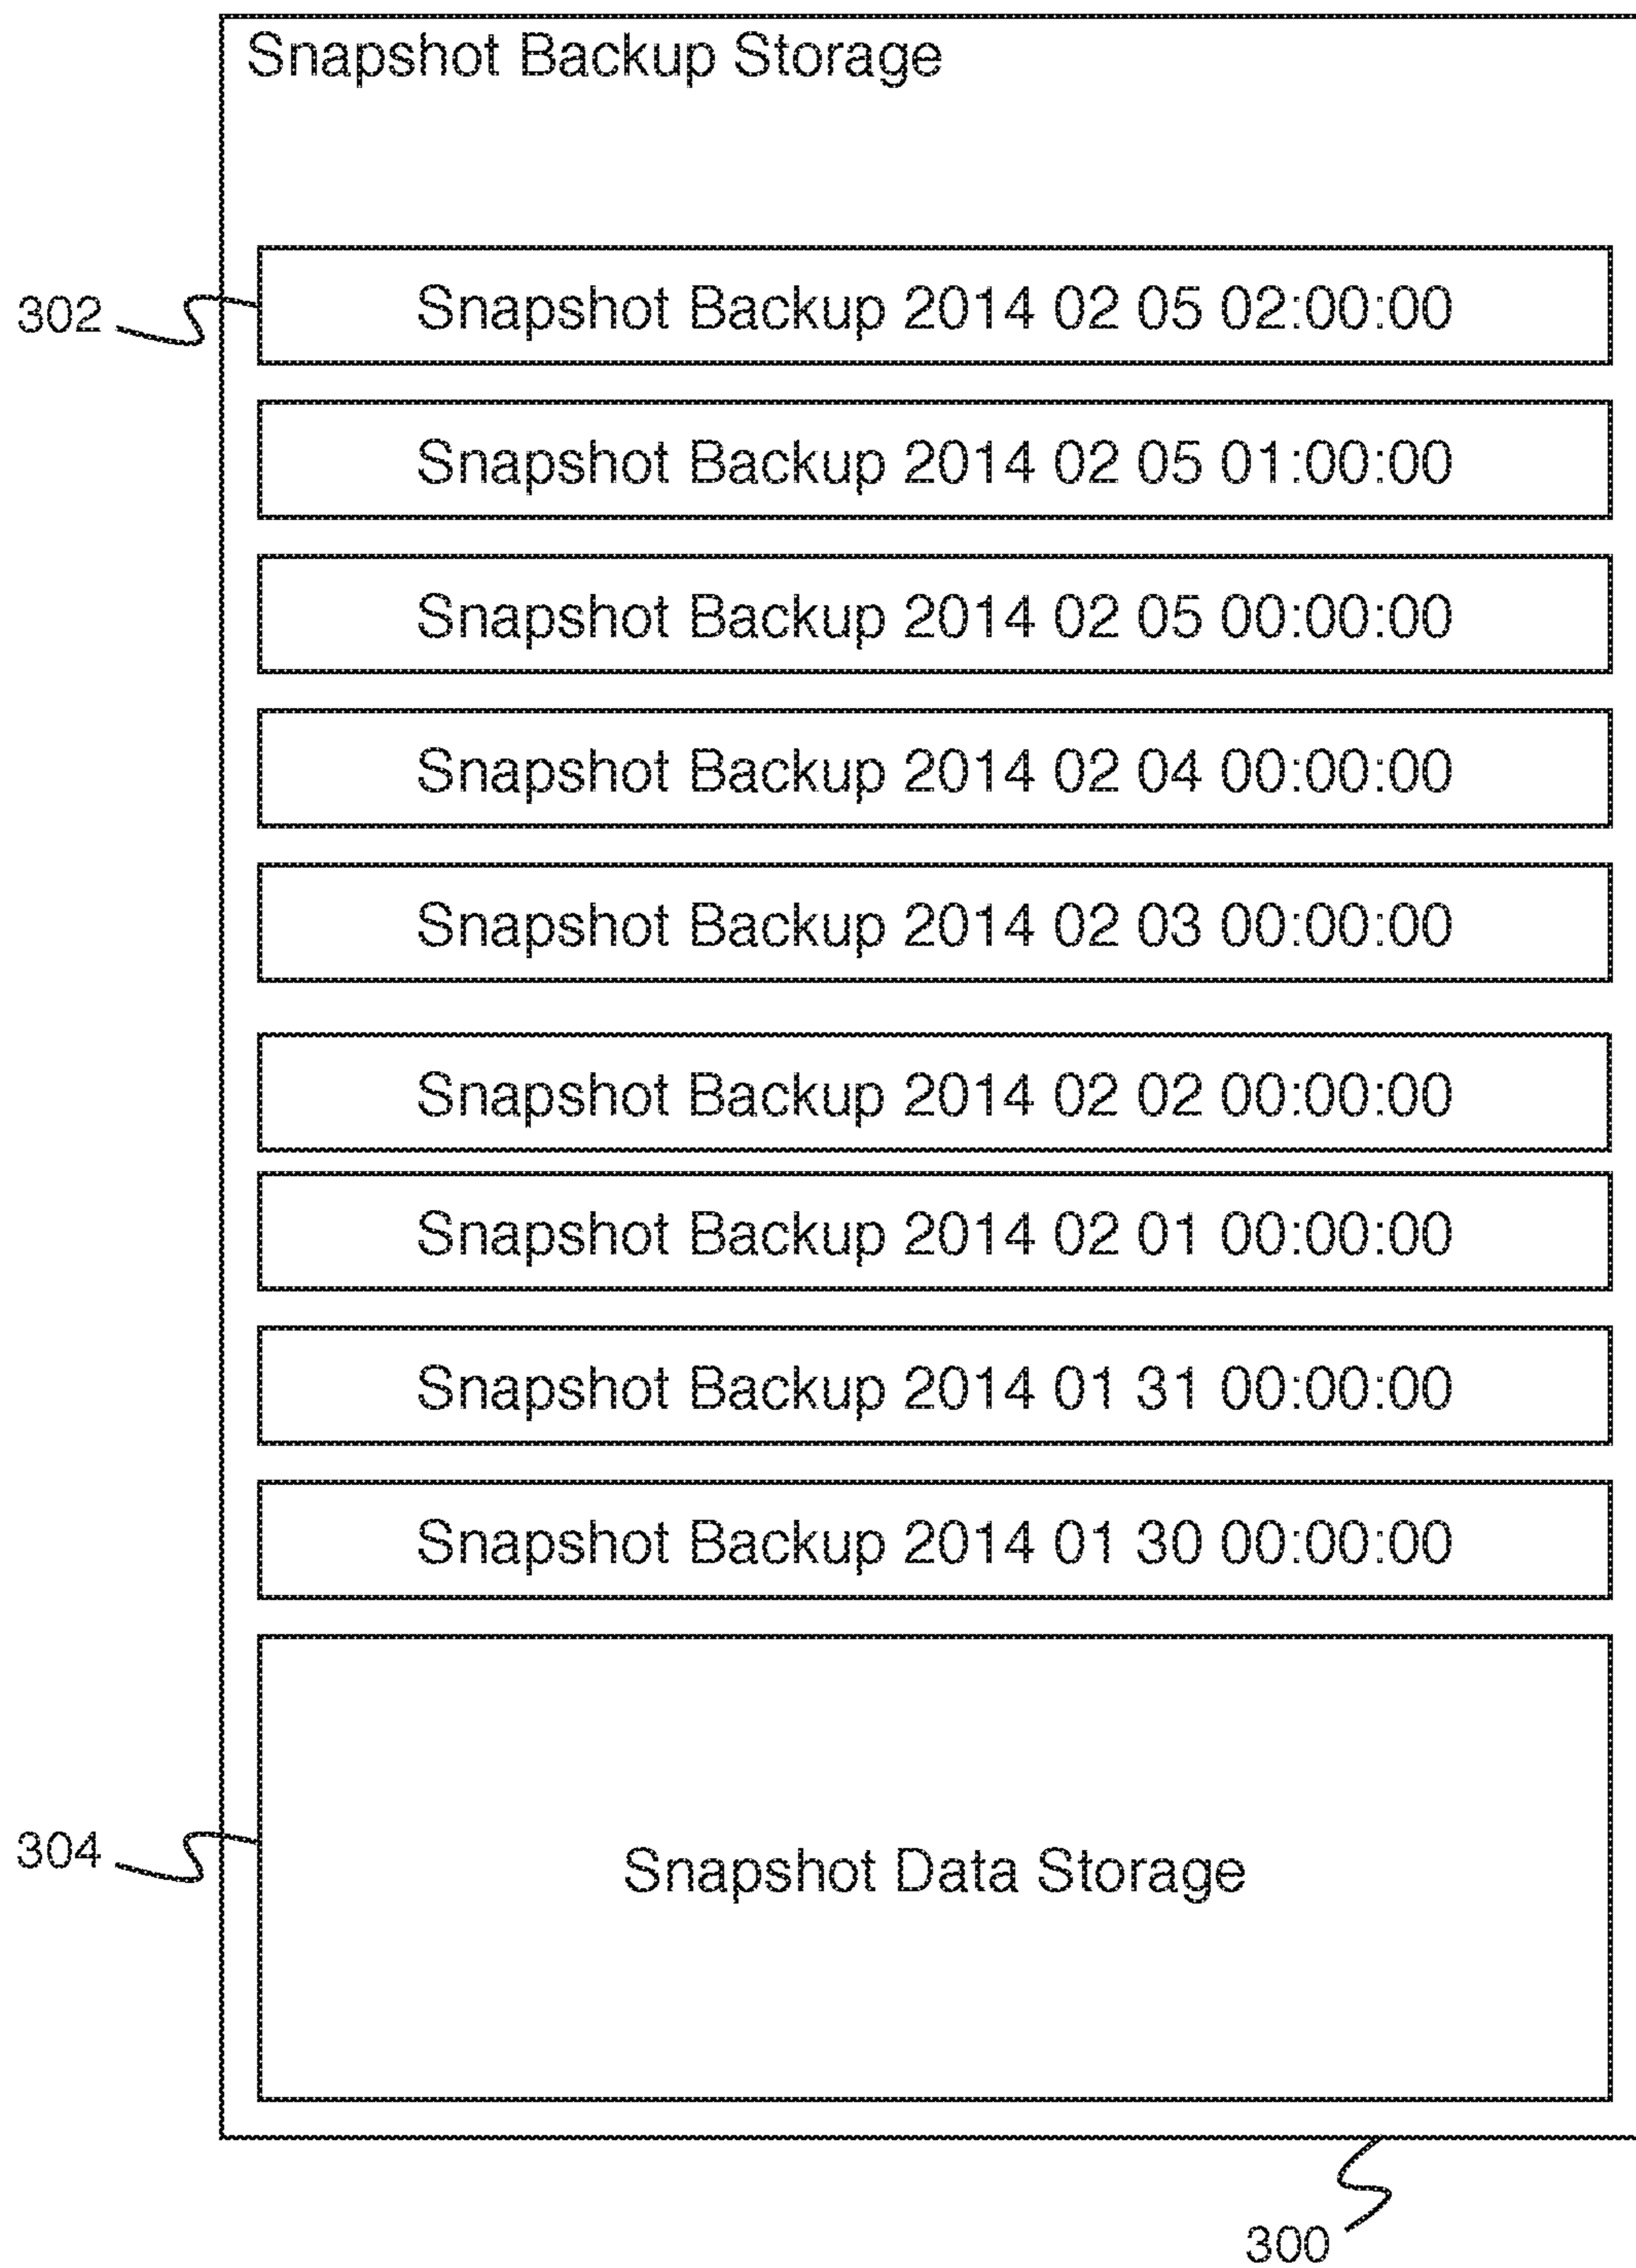 Snapshot Backup Storage
302
Snapshot Backup 2014 02 05 02:00:00
Snapshot Backup 2014 02 05 01:00:00
Snapshot Backup 2014 02 05 00:00:00
Snapshot Backup 2014 02 04 00:00:00
Snapshot Backup 2014 02 03 00:00:00
Snapshot Backup 2014 02 02 00:00:00
Snapshot Backup 2014 02 01 00:00:00
Snapshot Backup 2014 01 31 00:00:00
Snapshot Backup 2014 01 30 00:00:00
304
Snapshot Data Storage
300